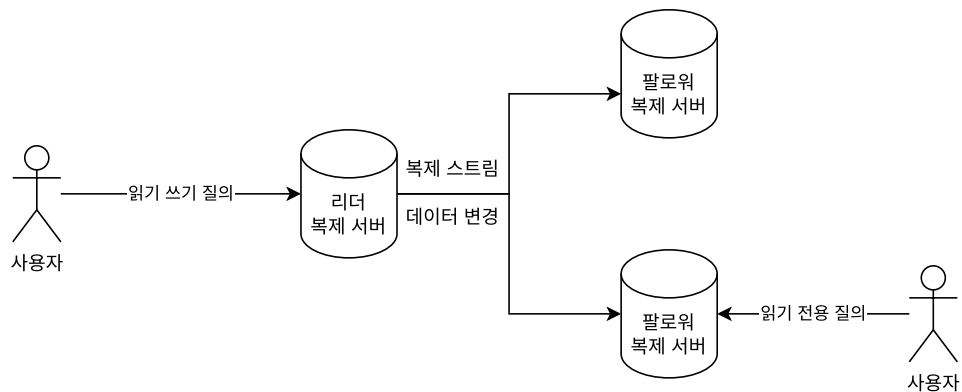 팔로워
복제 서버
사용자
읽기 쓰기 질의
리더
복제 서버
복제 스트림
데이터 변경
팔로워
복제 서버
읽기 전용 질의
사용자